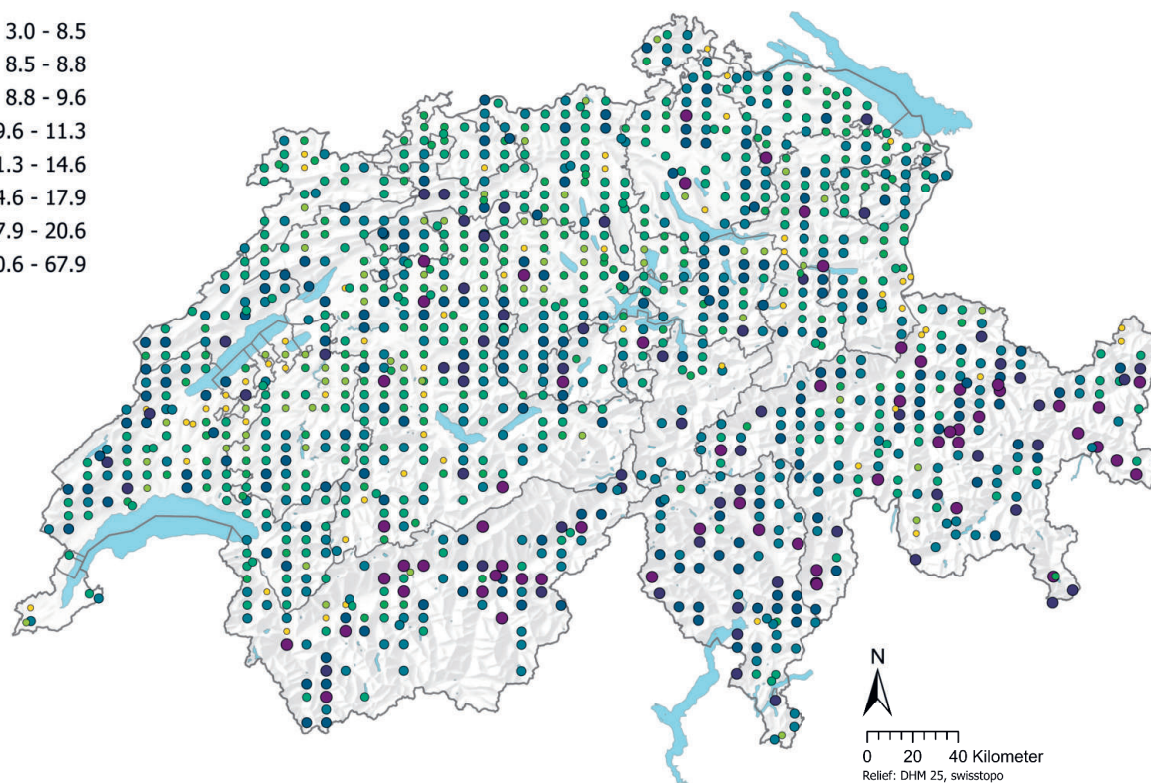 3.0 - 8.5
8.5 - 8.8
8.8 - 9.6
9.6 - 11.3
1.3 - 14.6
4.6 - 17.9
7.9 - 20.6
0.6 - 67.9
N
0 20 40 Kilometer
Relief: DHM 25, swisstopo